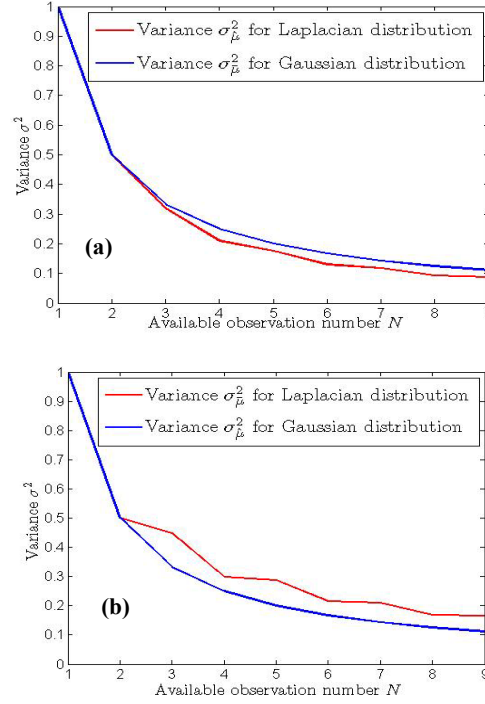 1
0.9
0.8
0.7
0.6
0.5
0.4
0.3
0.2
0.1
0
Variance σ²
Variance σ²_μ̂ for Laplacian distribution
Variance σ²_μ̄ for Gaussian distribution
(a)
1 2 3 4 5 6 7 8 9
Available observation number N
1
0.9
0.8
0.7
0.6
0.5
0.4
0.3
0.2
0.1
0
Variance σ²
Variance σ²_μ̄ for Laplacian distribution
Variance σ²_μ̂ for Gaussian distribution
(b)
1 2 3 4 5 6 7 8 9
Available observation number N